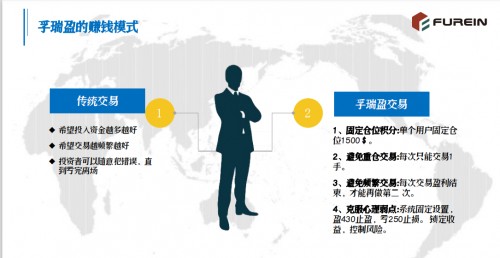 孚瑞盈的赚钱模式
FUREIN
传统交易
1
希望投入资金越多越好
希望交易越频繁越好
投资者可以随意犯错误，直
到亏完离场
2
孚瑞盈交易
1、固定仓位积分:单个用户固定仓
位1500＄。
2、避免重仓交易:每次只能交易1
手。
3、避免频繁交易:每次交易盈利结
束，才能再做第二 次。
4、克服心理弱点:系统固定设置，
盈430止盈，亏250止损。锁定收
益，控制风险。